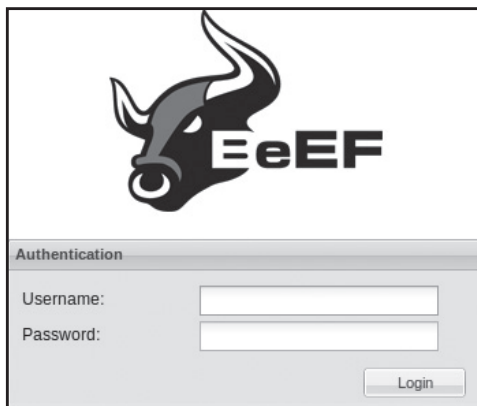 BeEF
Authentication
Username:
Password:
Login